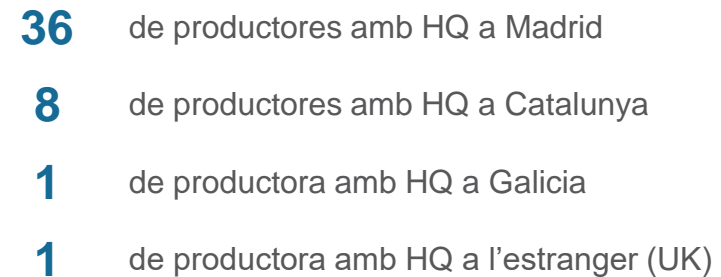 36 de productores amb HQ a Madrid
8 de productores amb HQ a Catalunya
1 de productora amb HQ a Galicia
1 de productora amb HQ a l’estranger (UK)